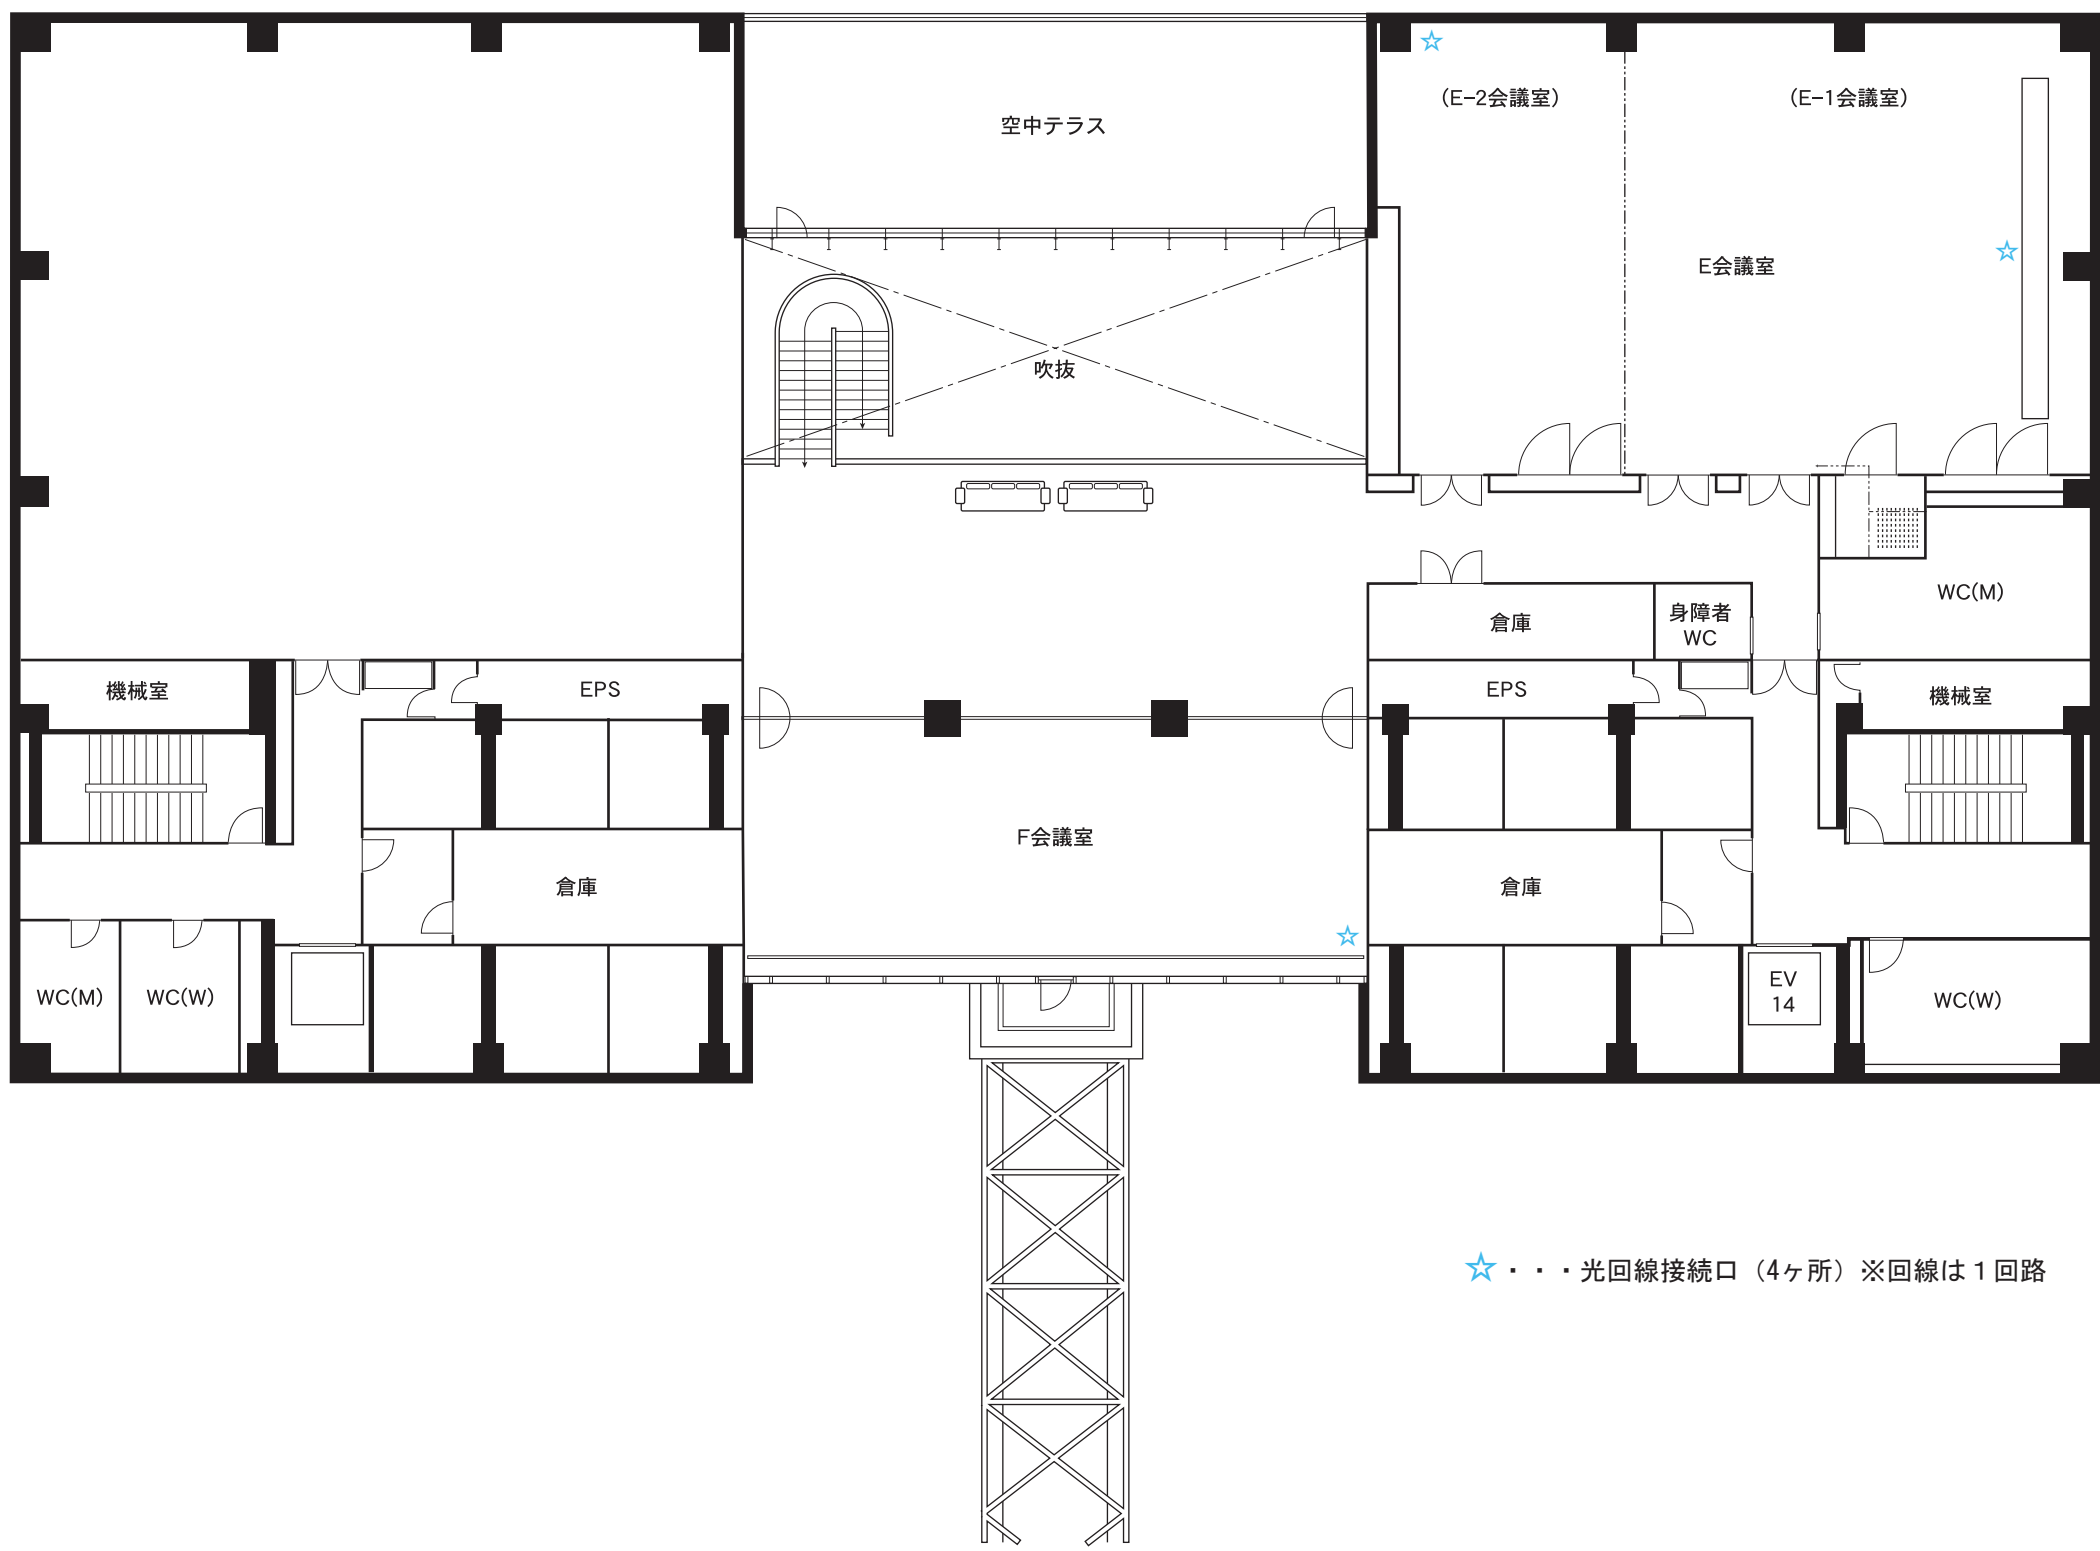 (E-2会議室)
(E-1会議室)
空中テラス
E会議室
吹抜
WC(M)
倉庫
身障者
WC
機械室
EPS
EPS
機械室
F会議室
倉庫
倉庫
WC(M)
WC(W)
EV
14
WC(W)
☆・・・光回線接続口（4ヶ所）※回線は１回路